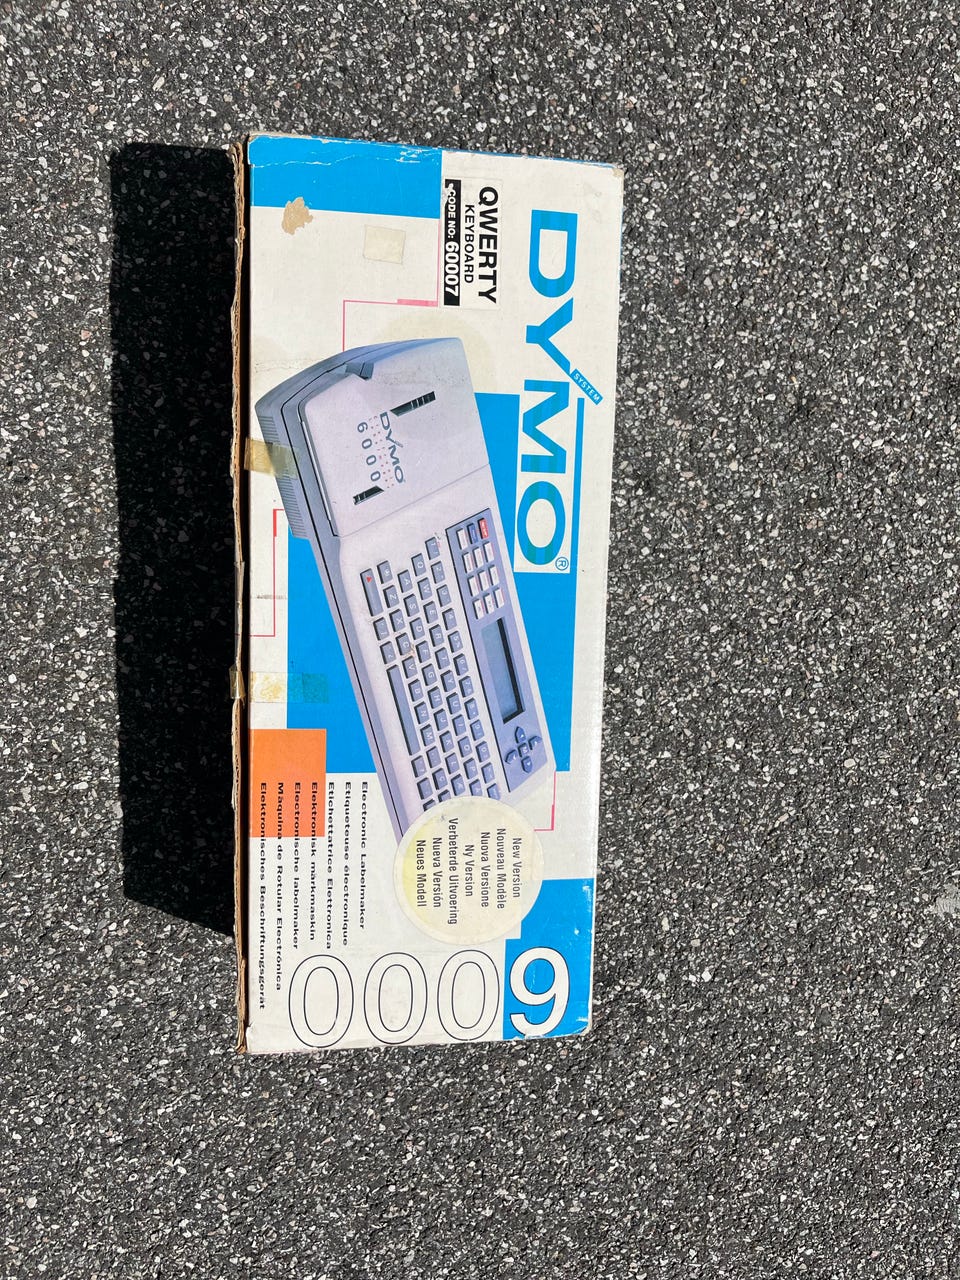 DYMO®
SYSTEM
QWERTY
KEYBOARD
CODE NO: 60007
DYMO
6000
New Version
Nouveau Modèle
Nuova Versione
Ny Version
Verbeterde Uitvoering
Nueva Versión
Neues Modell
Electronic Labelmaker
Etiqueteuse électronique
Etichettatrice Elettronica
Elektronisk märkmaskin
Electronische labelmaker
Máquina de Rotular Electrónica
Elektronisches Beschriftungsgerät
6000